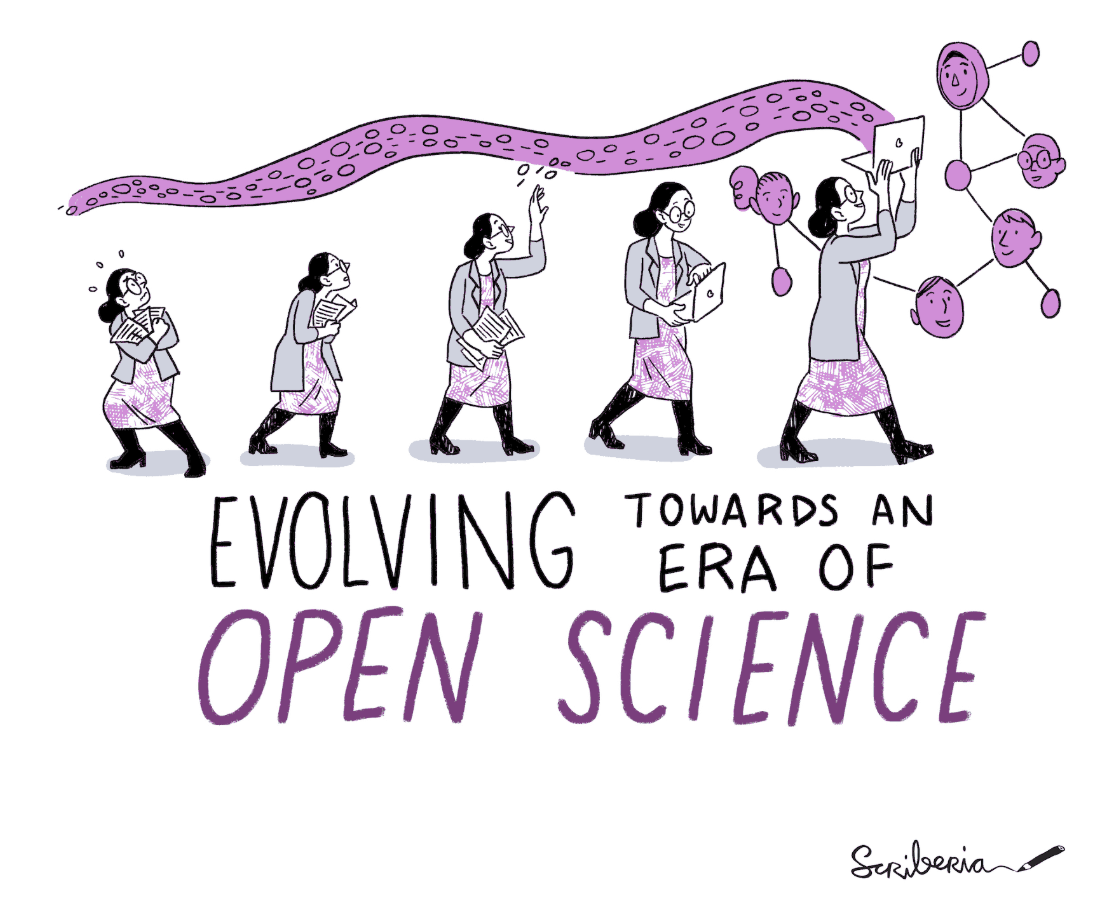 EVOLVING TOWARDS AN
ERA OF
OPEN SCIENCE
Scriberia